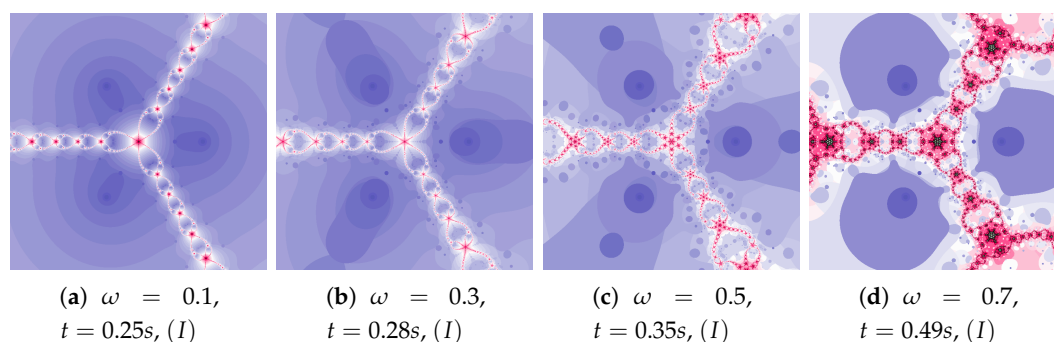 (a) ω = 0.1,
t = 0.25s, (I)
(b) ω = 0.3,
t = 0.28s, (I)
(c) ω = 0.5,
t = 0.35s, (I)
(d) ω = 0.7,
t = 0.49s, (I)